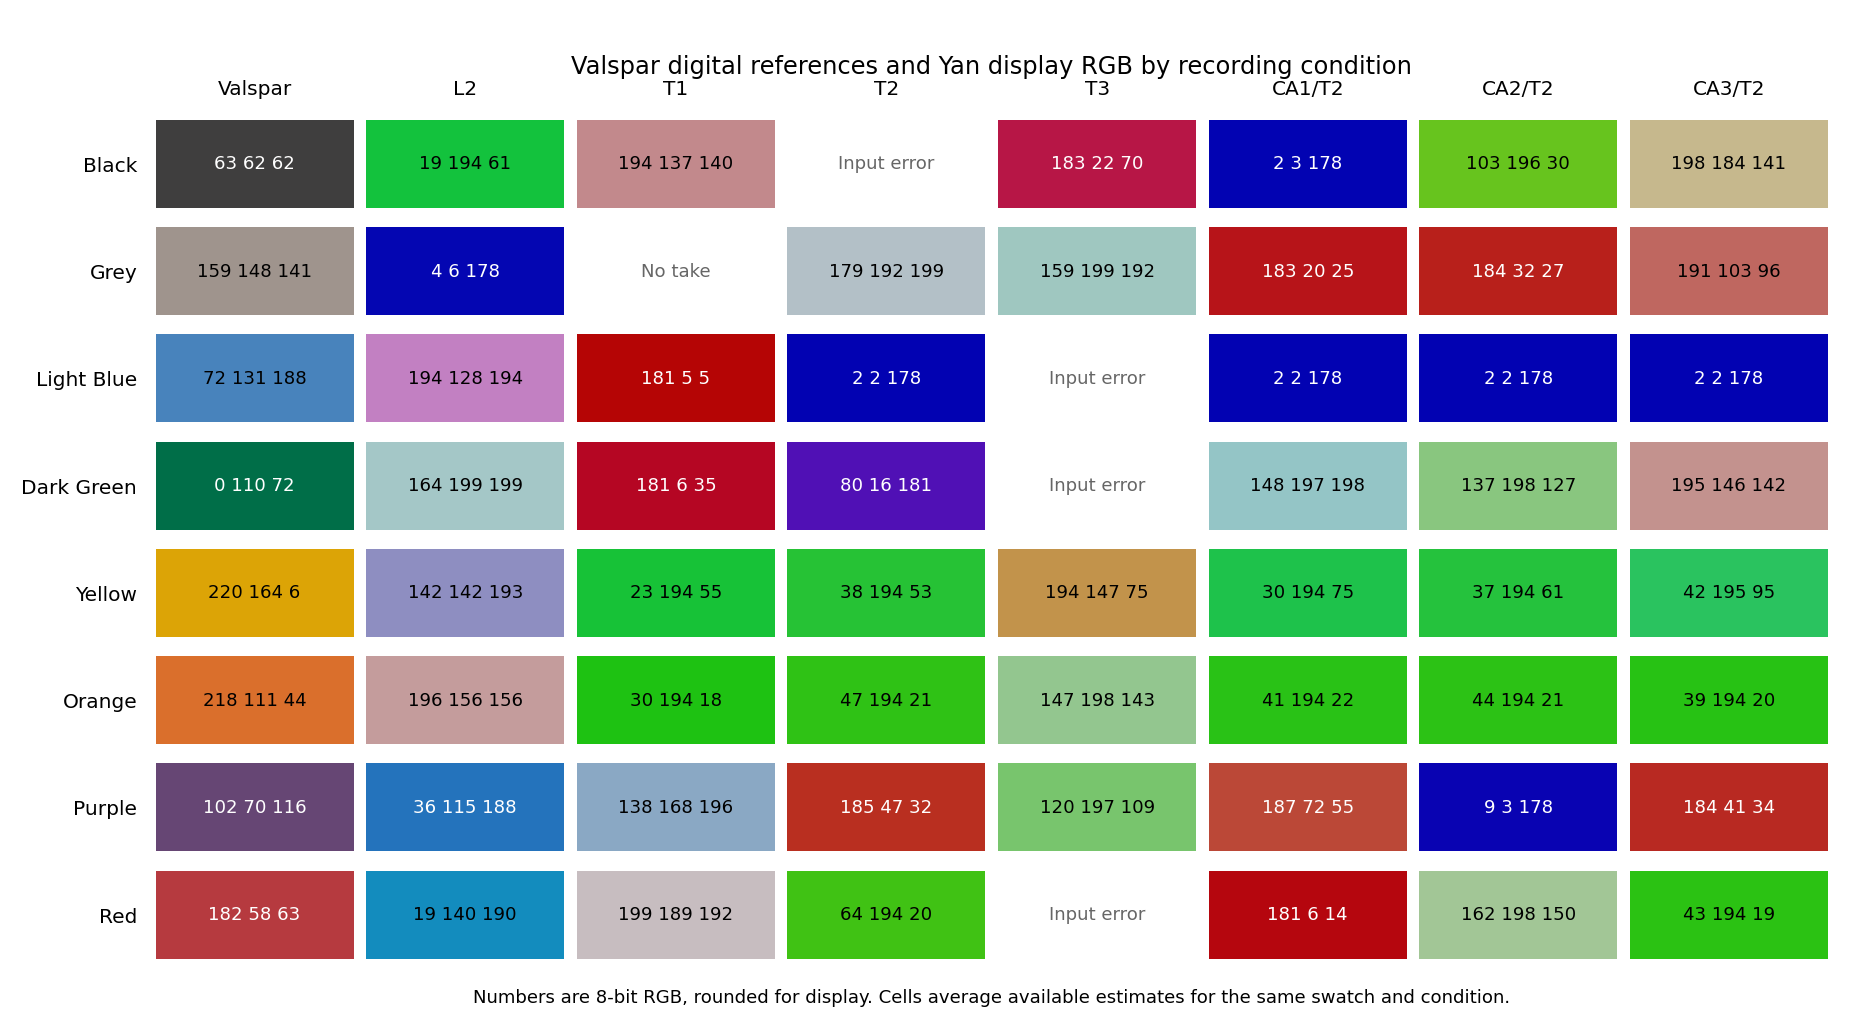 Valspar digital references and Yan display RGB by recording condition
Valspar L2 T1 T2 T3 CA1/T2 CA2/T2 CA3/T2
Black 63 62 62 19 194 61 194 137 140 Input error 183 22 70 2 3 178 103 196 30 198 184 141
Grey 159 148 141 4 6 178 No take 179 192 199 159 199 192 183 20 25 184 32 27 191 103 96
Light Blue 72 131 188 194 128 194 181 5 5 2 2 178 Input error 2 2 178 2 2 178 2 2 178
Dark Green 0 110 72 164 199 199 181 6 35 80 16 181 Input error 148 197 198 137 198 127 195 146 142
Yellow 220 164 6 142 142 193 23 194 55 38 194 53 194 147 75 30 194 75 37 194 61 42 195 95
Orange 218 111 44 196 156 156 30 194 18 47 194 21 147 198 143 41 194 22 44 194 21 39 194 20
Purple 102 70 116 36 115 188 138 168 196 185 47 32 120 197 109 187 72 55 9 3 178 184 41 34
Red 182 58 63 19 140 190 199 189 192 64 194 20 Input error 181 6 14 162 198 150 43 194 19
Numbers are 8-bit RGB, rounded for display. Cells average available estimates for the same swatch and condition.